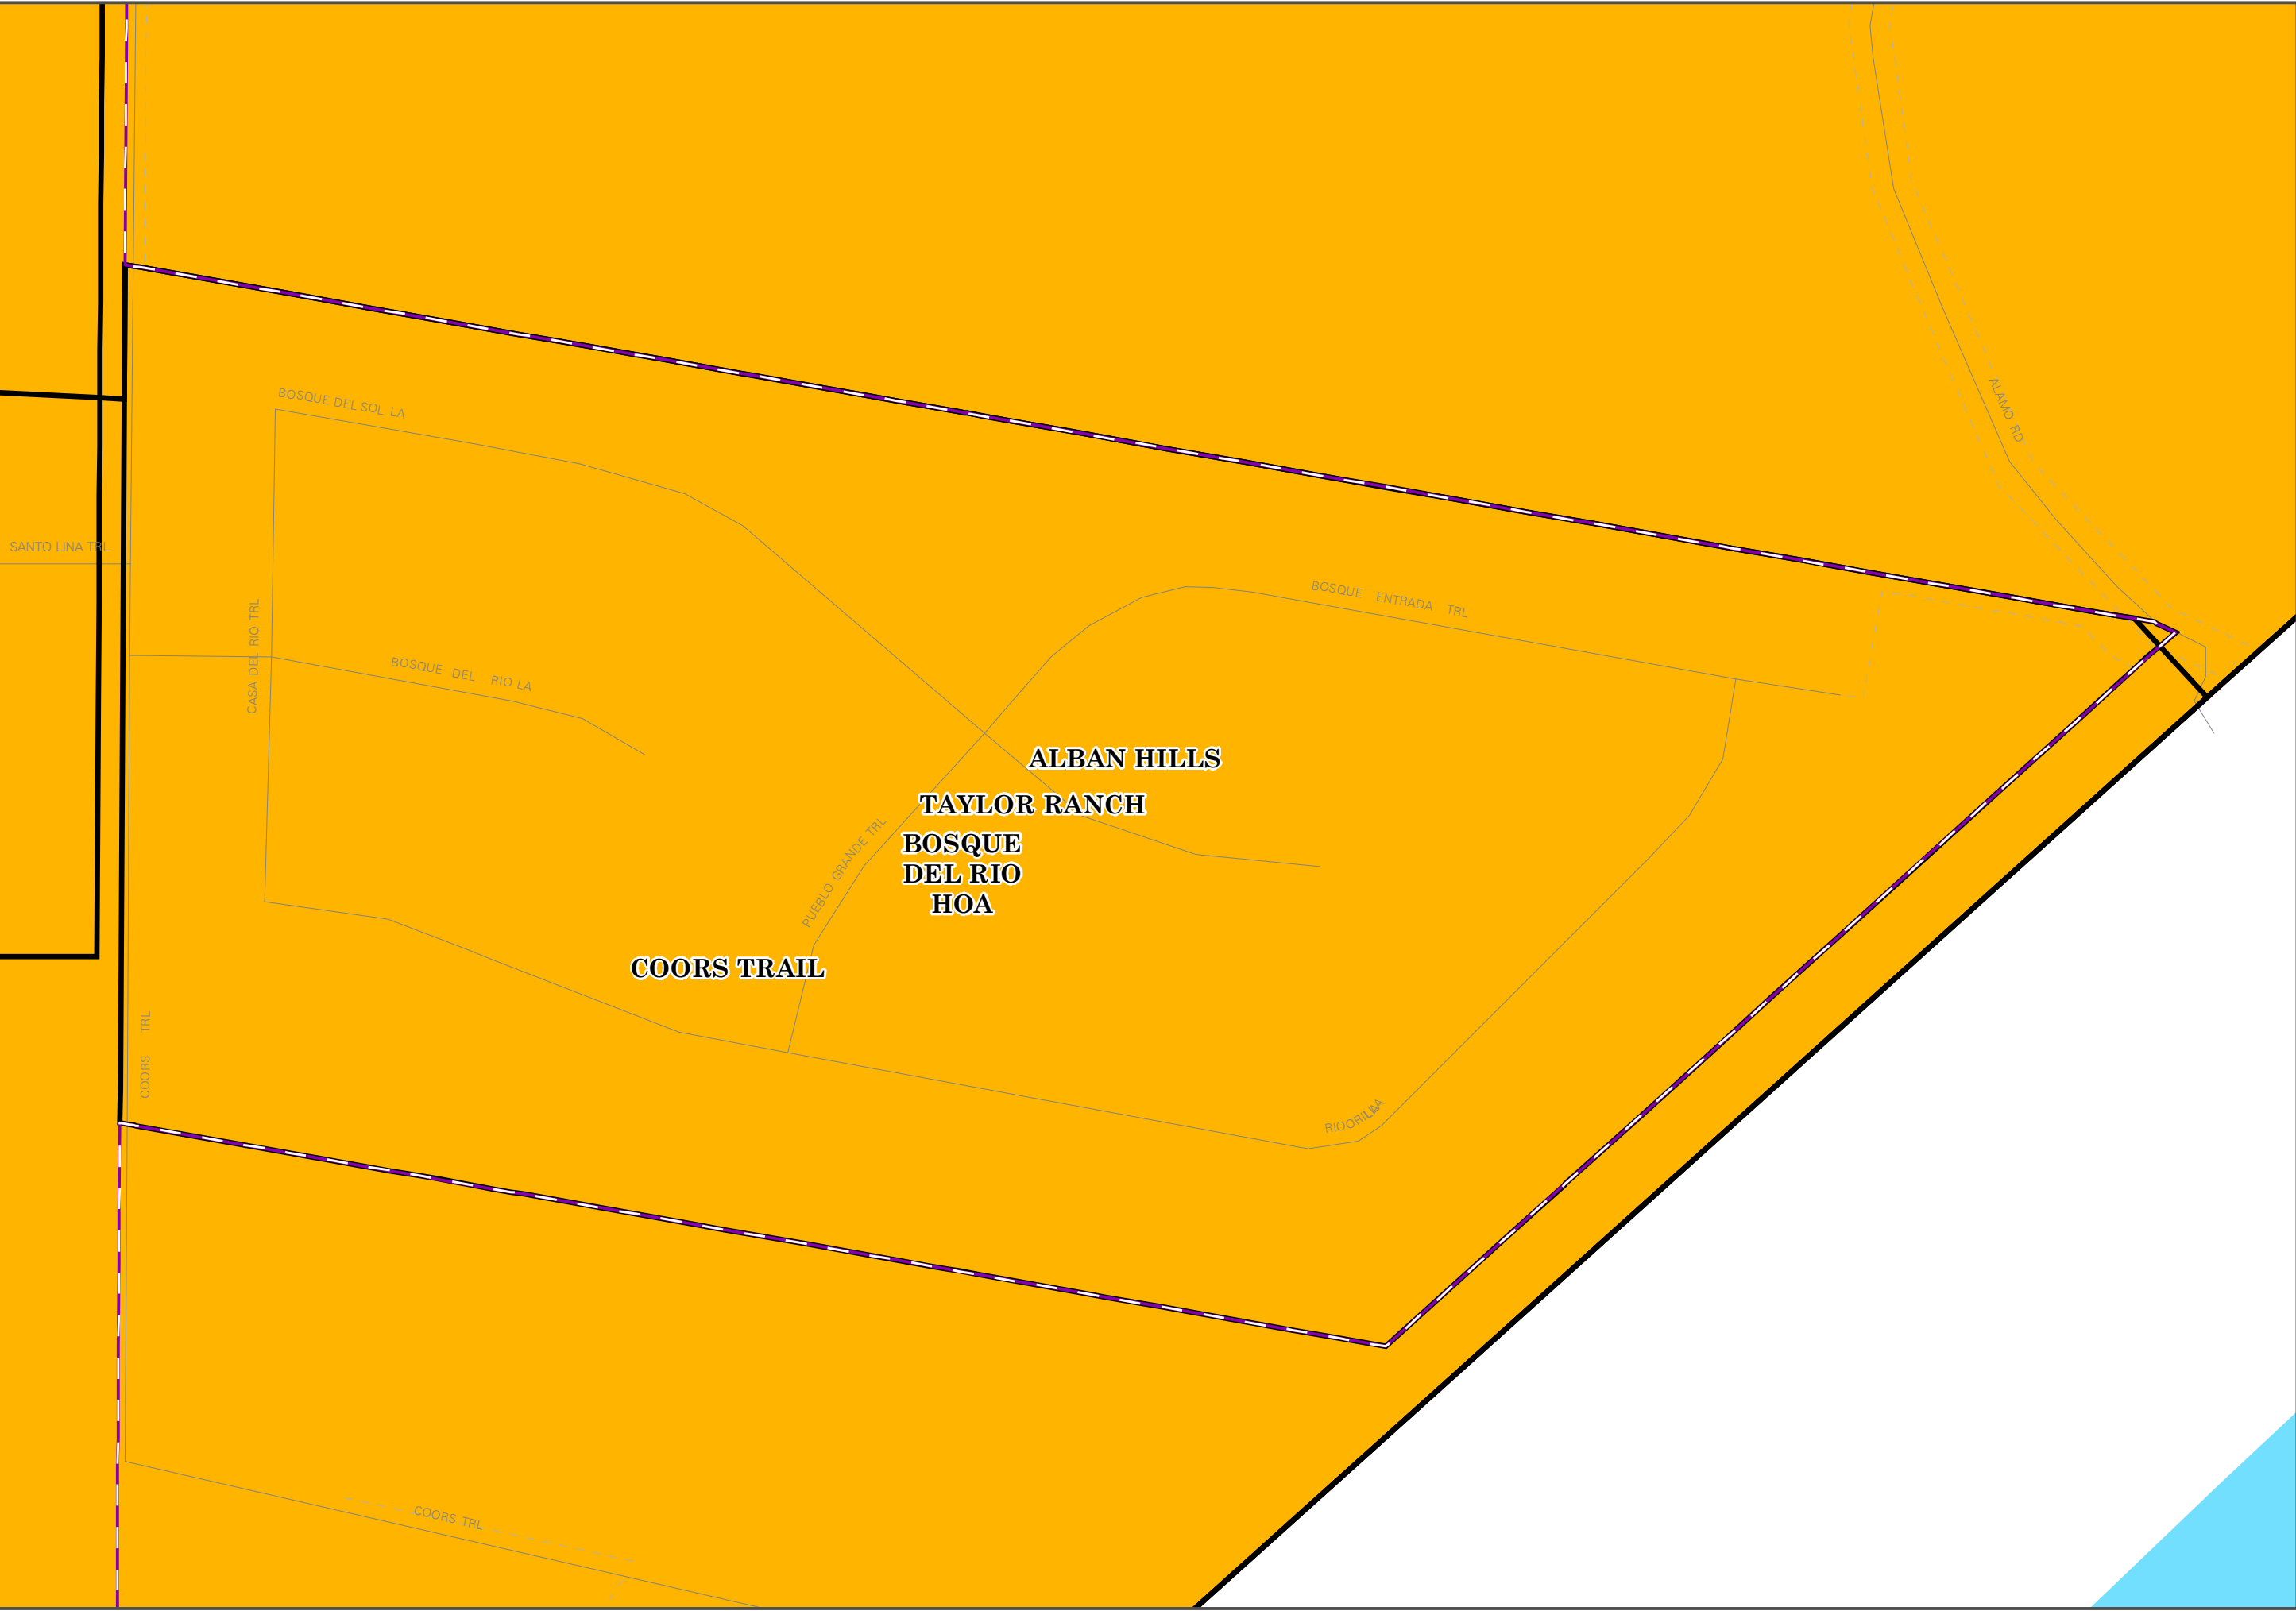 BOSQUE DEL SOL LA
ALAMO RD
SANTO LINA TRL
BOSQUE ENTRADA TRL
CASA DEL RIO TRL
BOSQUE DEL RIO LA
ALBAN HILLS
TAYLOR RANCH
PUEBLO GRANDE TRL
BOSQUE
DEL RIO
HOA
COORS TRAIL
COORS TRL
COORS TRL